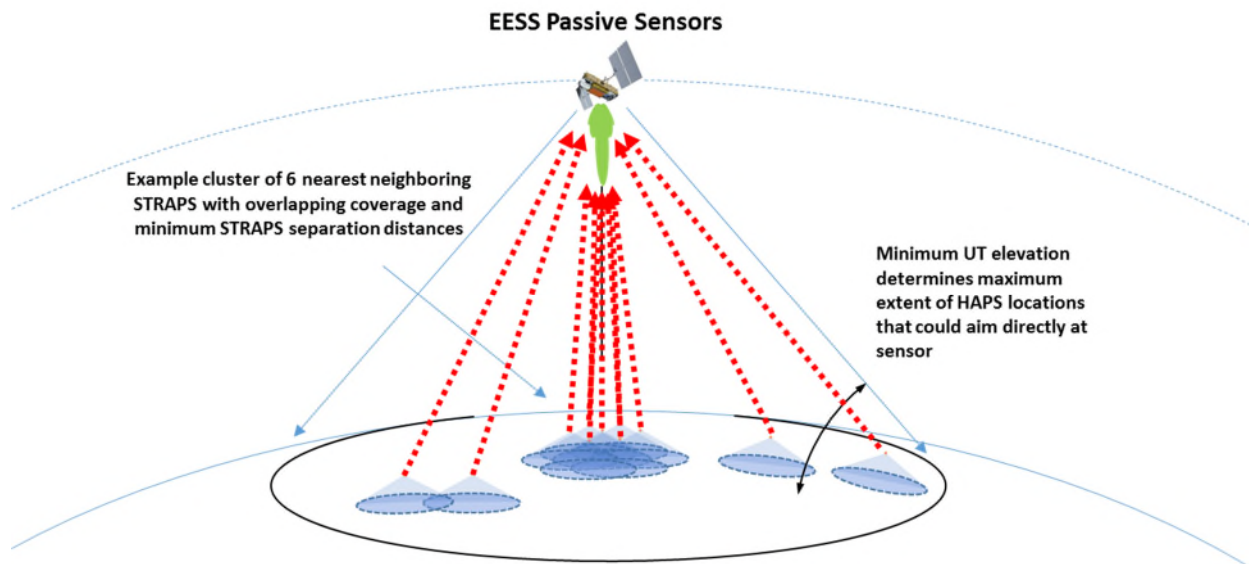 EESS Passive Sensors
Example cluster of 6 nearest neighboring
STRAPS with overlapping coverage and
minimum STRAPS separation distances
Minimum UT elevation
determines maximum
extent of HAPS locations
that could aim directly at
sensor